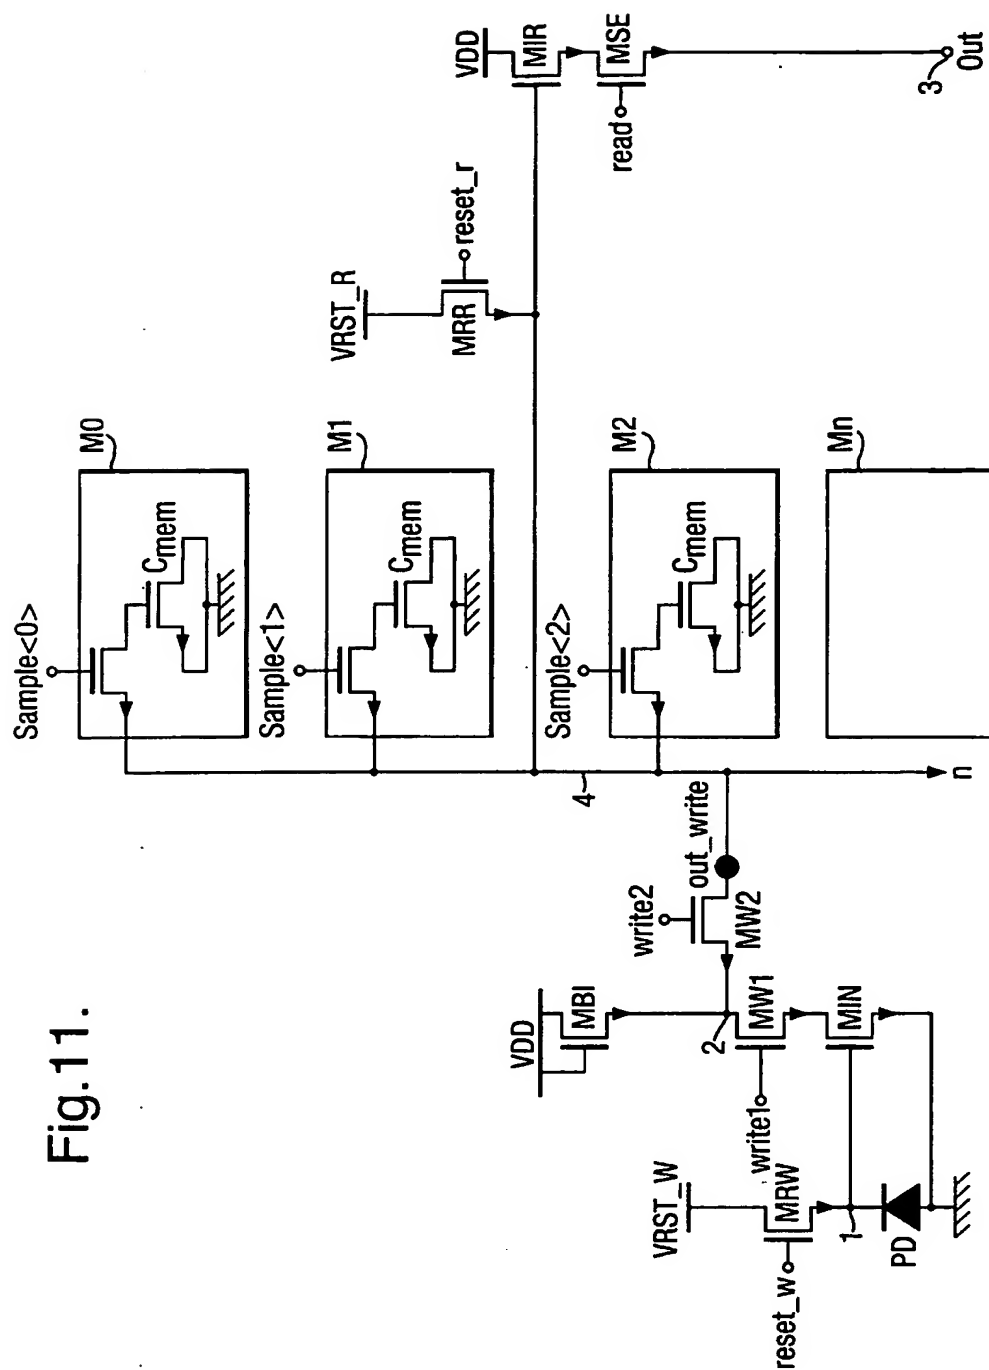 Fig.11.
Sample<0>
M0
Cmem
Sample<1>
M1
Cmem
Sample<2>
M2
Cmem
Mn
n
4
VRST_R
MRR
reset_r
VDD
MIR
MSE
read
3
Out
out_write
write2
MW2
VDD
MBI
2
MW1
write1
MIN
VRST_W
MRW
reset_w
1
PD